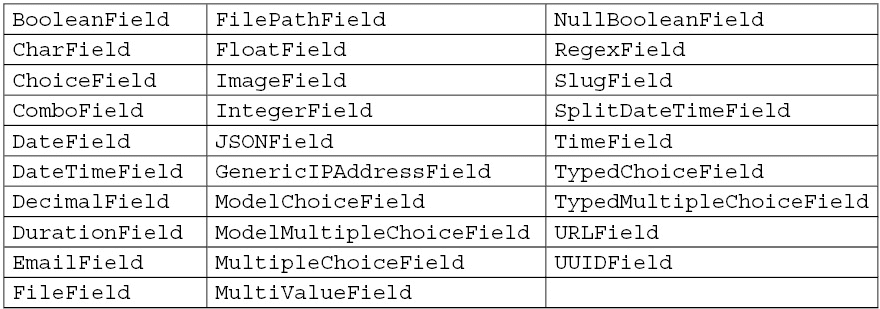 BooleanField FilePathField NullBooleanField
CharField FloatField RegexField
ChoiceField ImageField SlugField
ComboField IntegerField SplitDateTimeField
DateField JSONField TimeField
DateTimeField GenericIPAddressField TypedChoiceField
DecimalField ModelChoiceField TypedMultipleChoiceField
DurationField ModelMultipleChoiceField URLField
EmailField MultipleChoiceField UUIDField
FileField MultiValueField